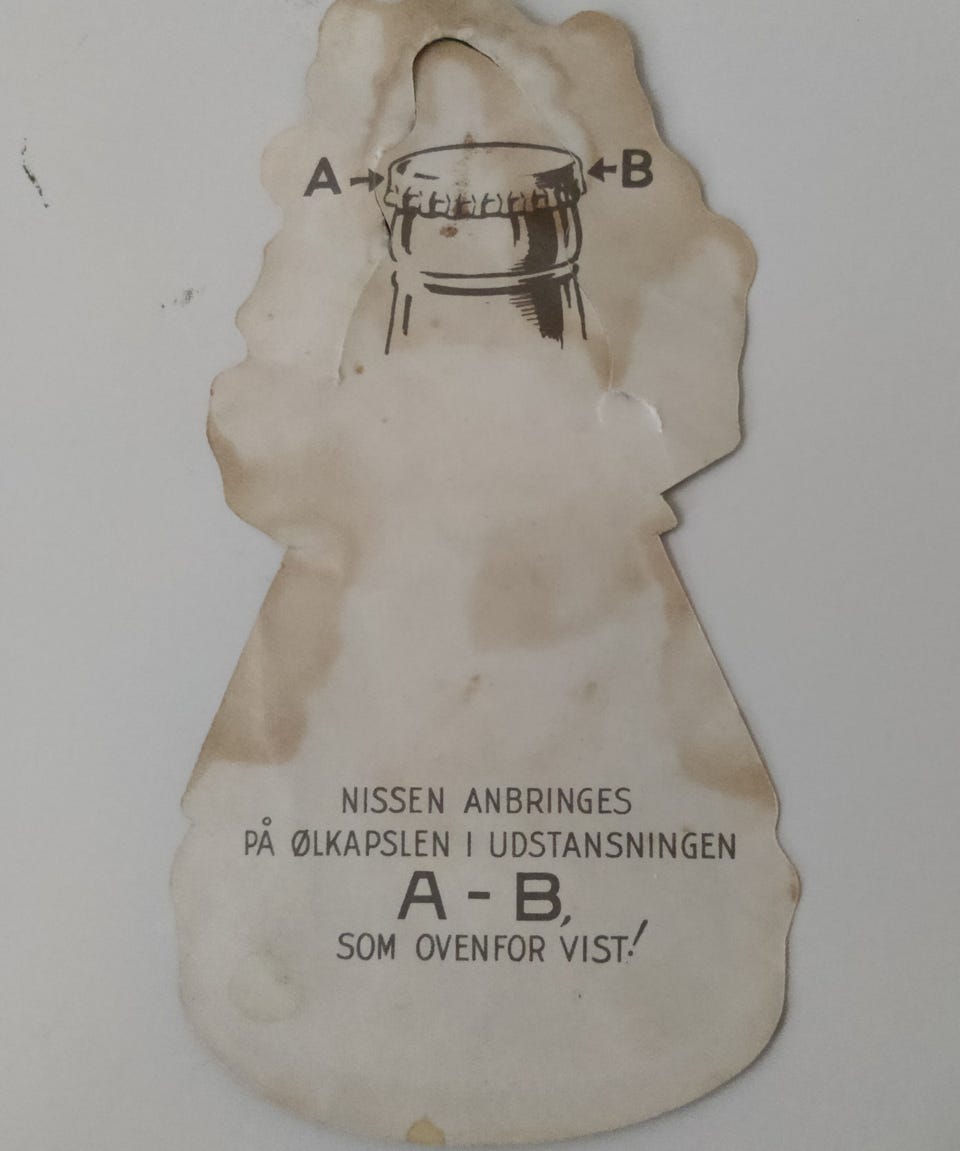 A → ← B
NISSEN ANBRINGES
PÅ ØLKAPSLEN I UDSTANSNINGEN
A - B,
SOM OVENFOR VIST!